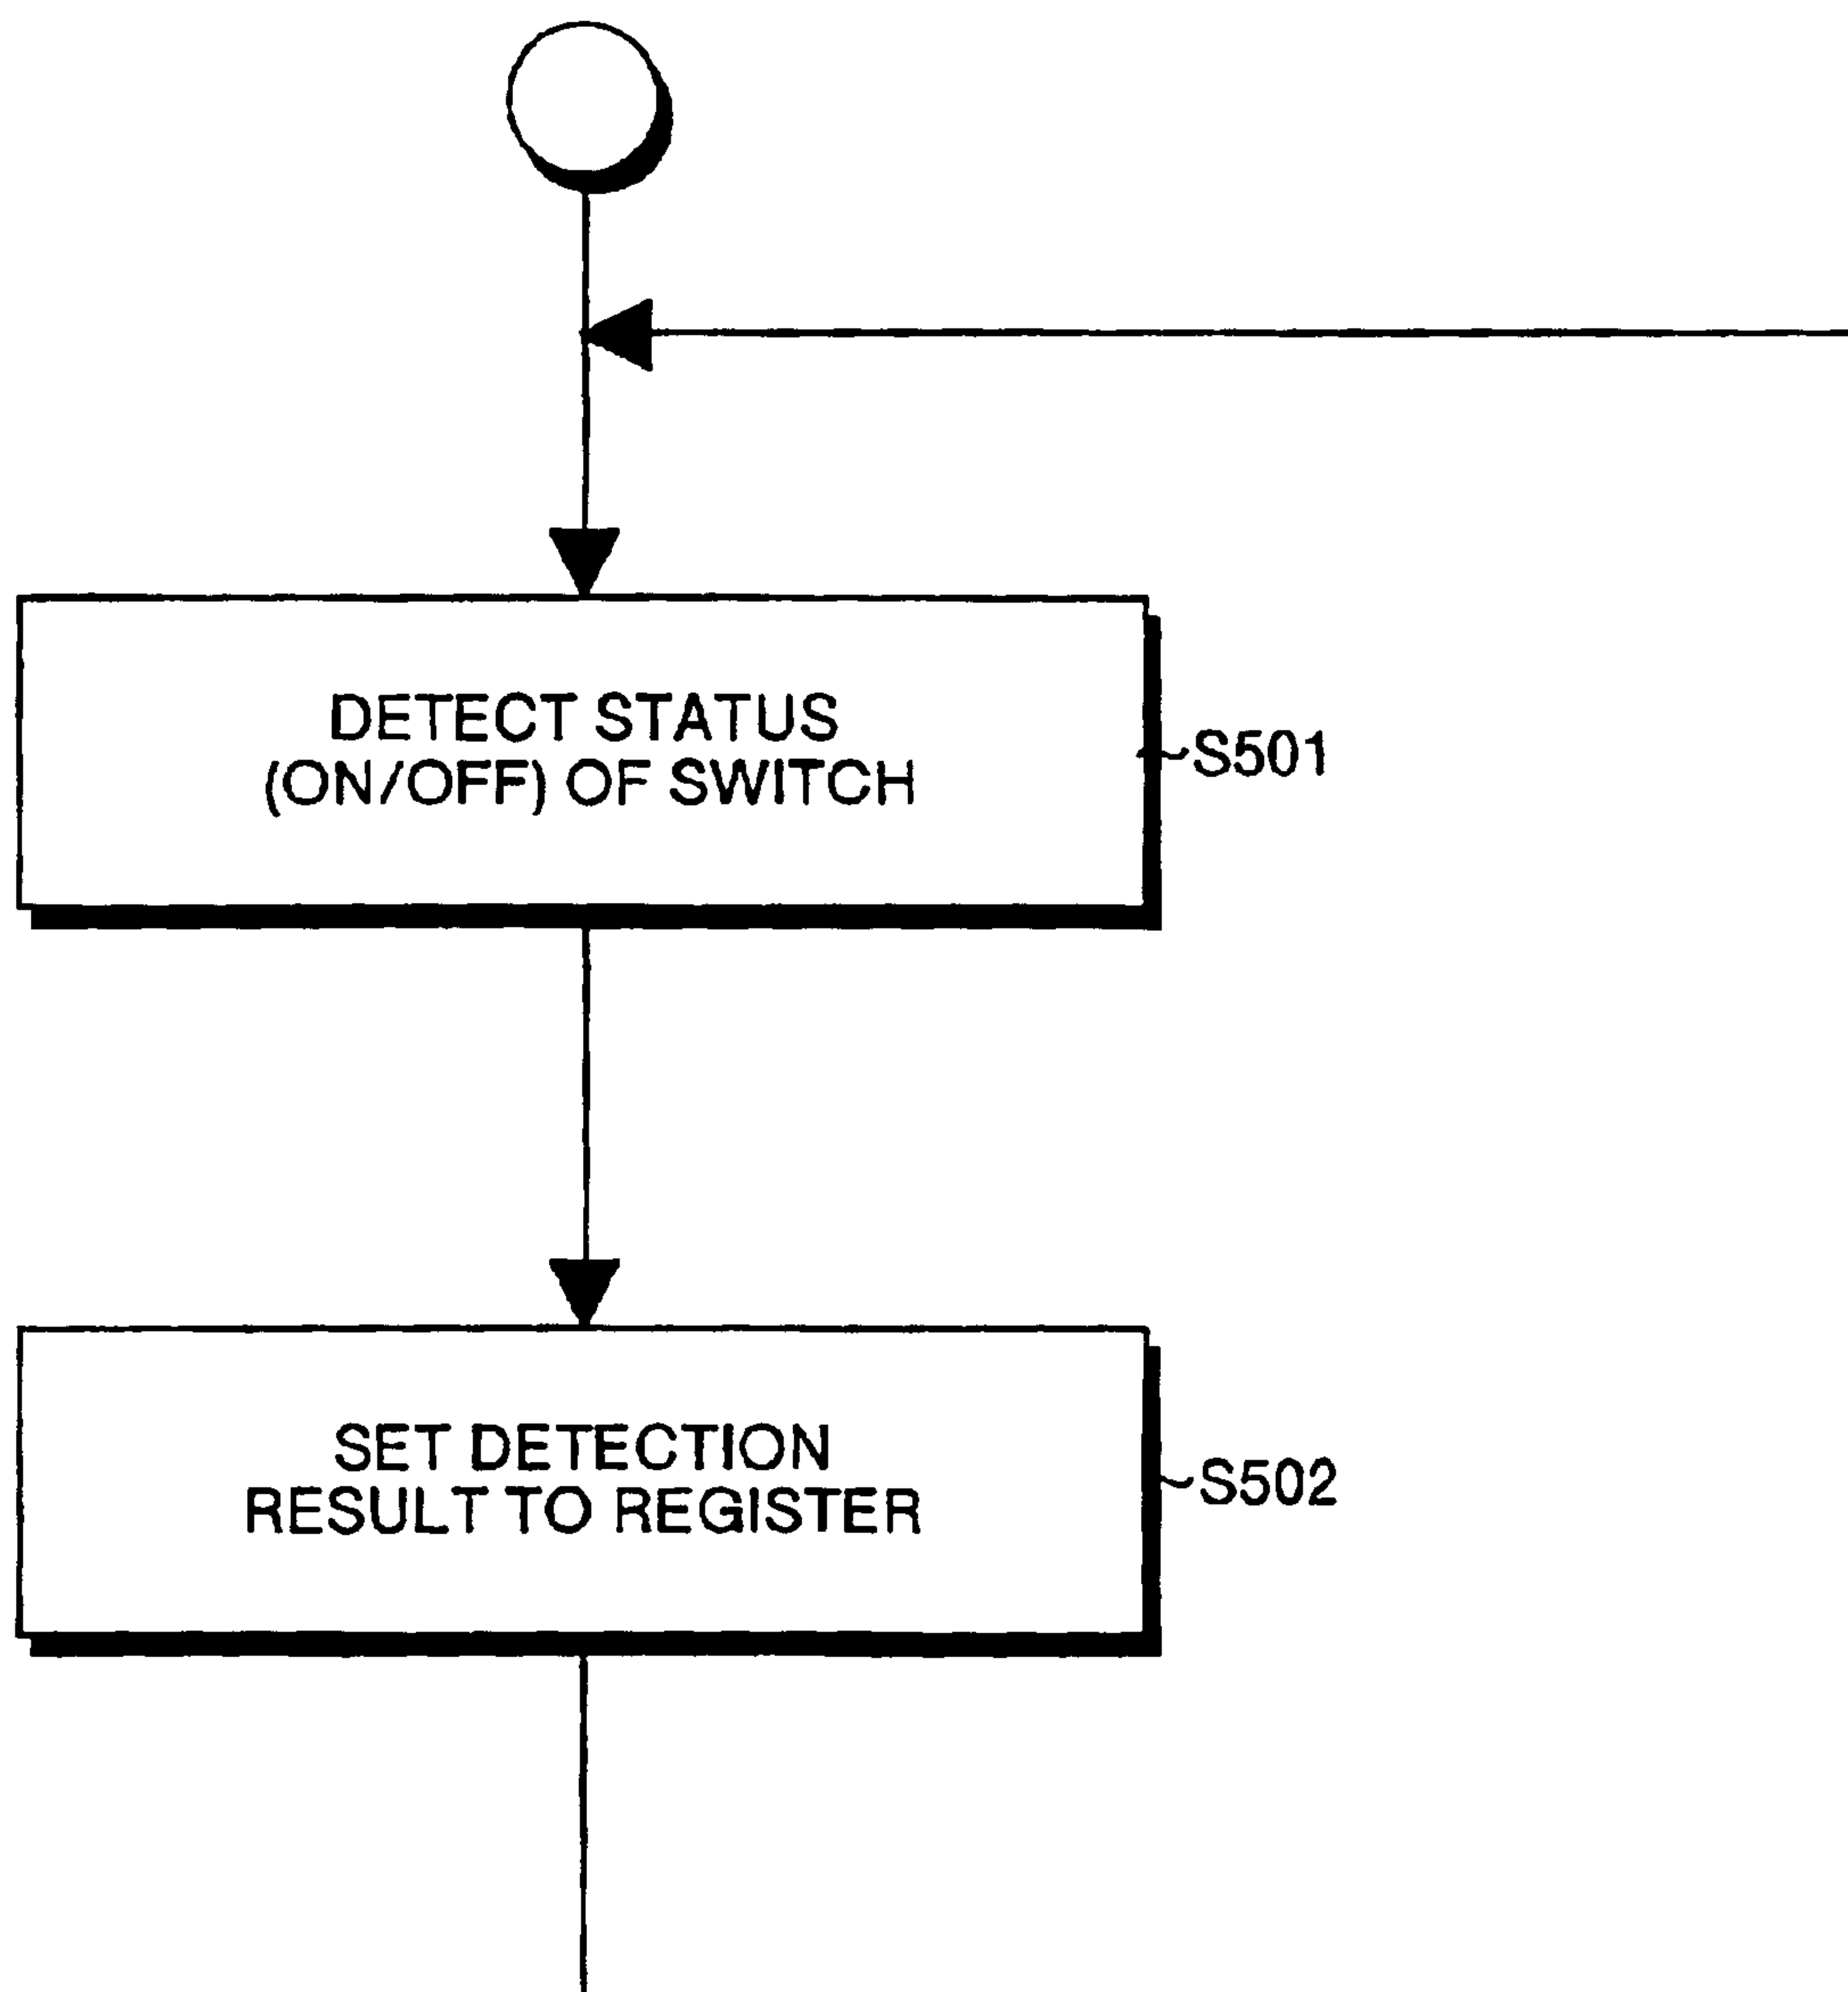 DETECT STATUS
(ON/OFF) OF SWITCH
S501
SET DETECTION
RESULT TO REGISTER
S502